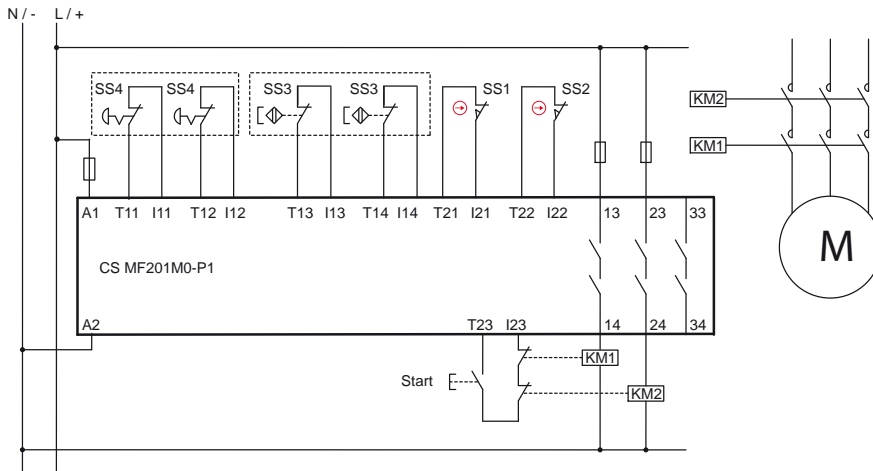 N / - L / +
SS4 SS4 SS3 SS3 SS1 SS2
KM2
KM1
A1 T11 I11 T12 I12 T13 I13 T14 I14 T21 I21 T22 I22 13 23 33
M
CS MF201M0-P1
A2 T23 I23 14 24 34
KM1
Start
KM2